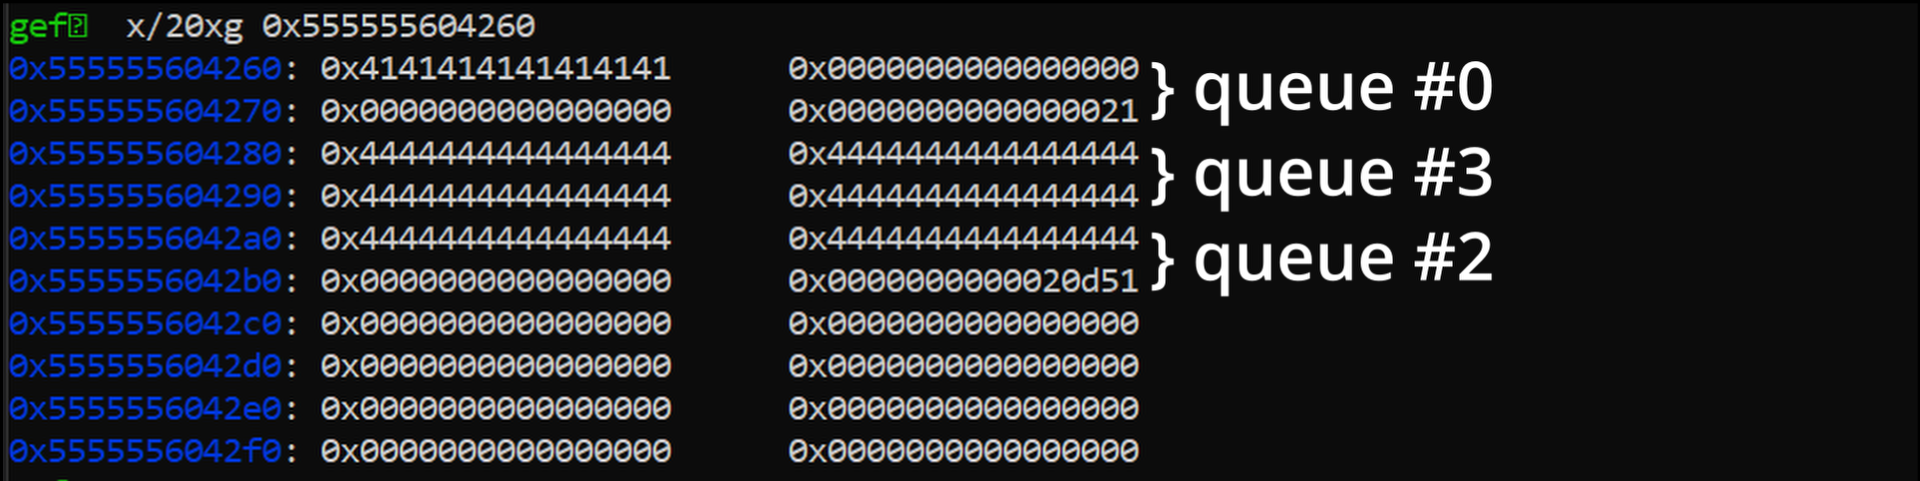 gef⍰  x/20xg 0x555555604260
0x555555604260: 0x4141414141414141 0x0000000000000000 } queue #0
0x555555604270: 0x0000000000000000 0x0000000000000021
0x555555604280: 0x4444444444444444 0x4444444444444444 } queue #3
0x555555604290: 0x4444444444444444 0x4444444444444444
0x5555556042a0: 0x4444444444444444 0x4444444444444444 } queue #2
0x5555556042b0: 0x0000000000000000 0x0000000000020d51
0x5555556042c0: 0x0000000000000000 0x0000000000000000
0x5555556042d0: 0x0000000000000000 0x0000000000000000
0x5555556042e0: 0x0000000000000000 0x0000000000000000
0x5555556042f0: 0x0000000000000000 0x0000000000000000